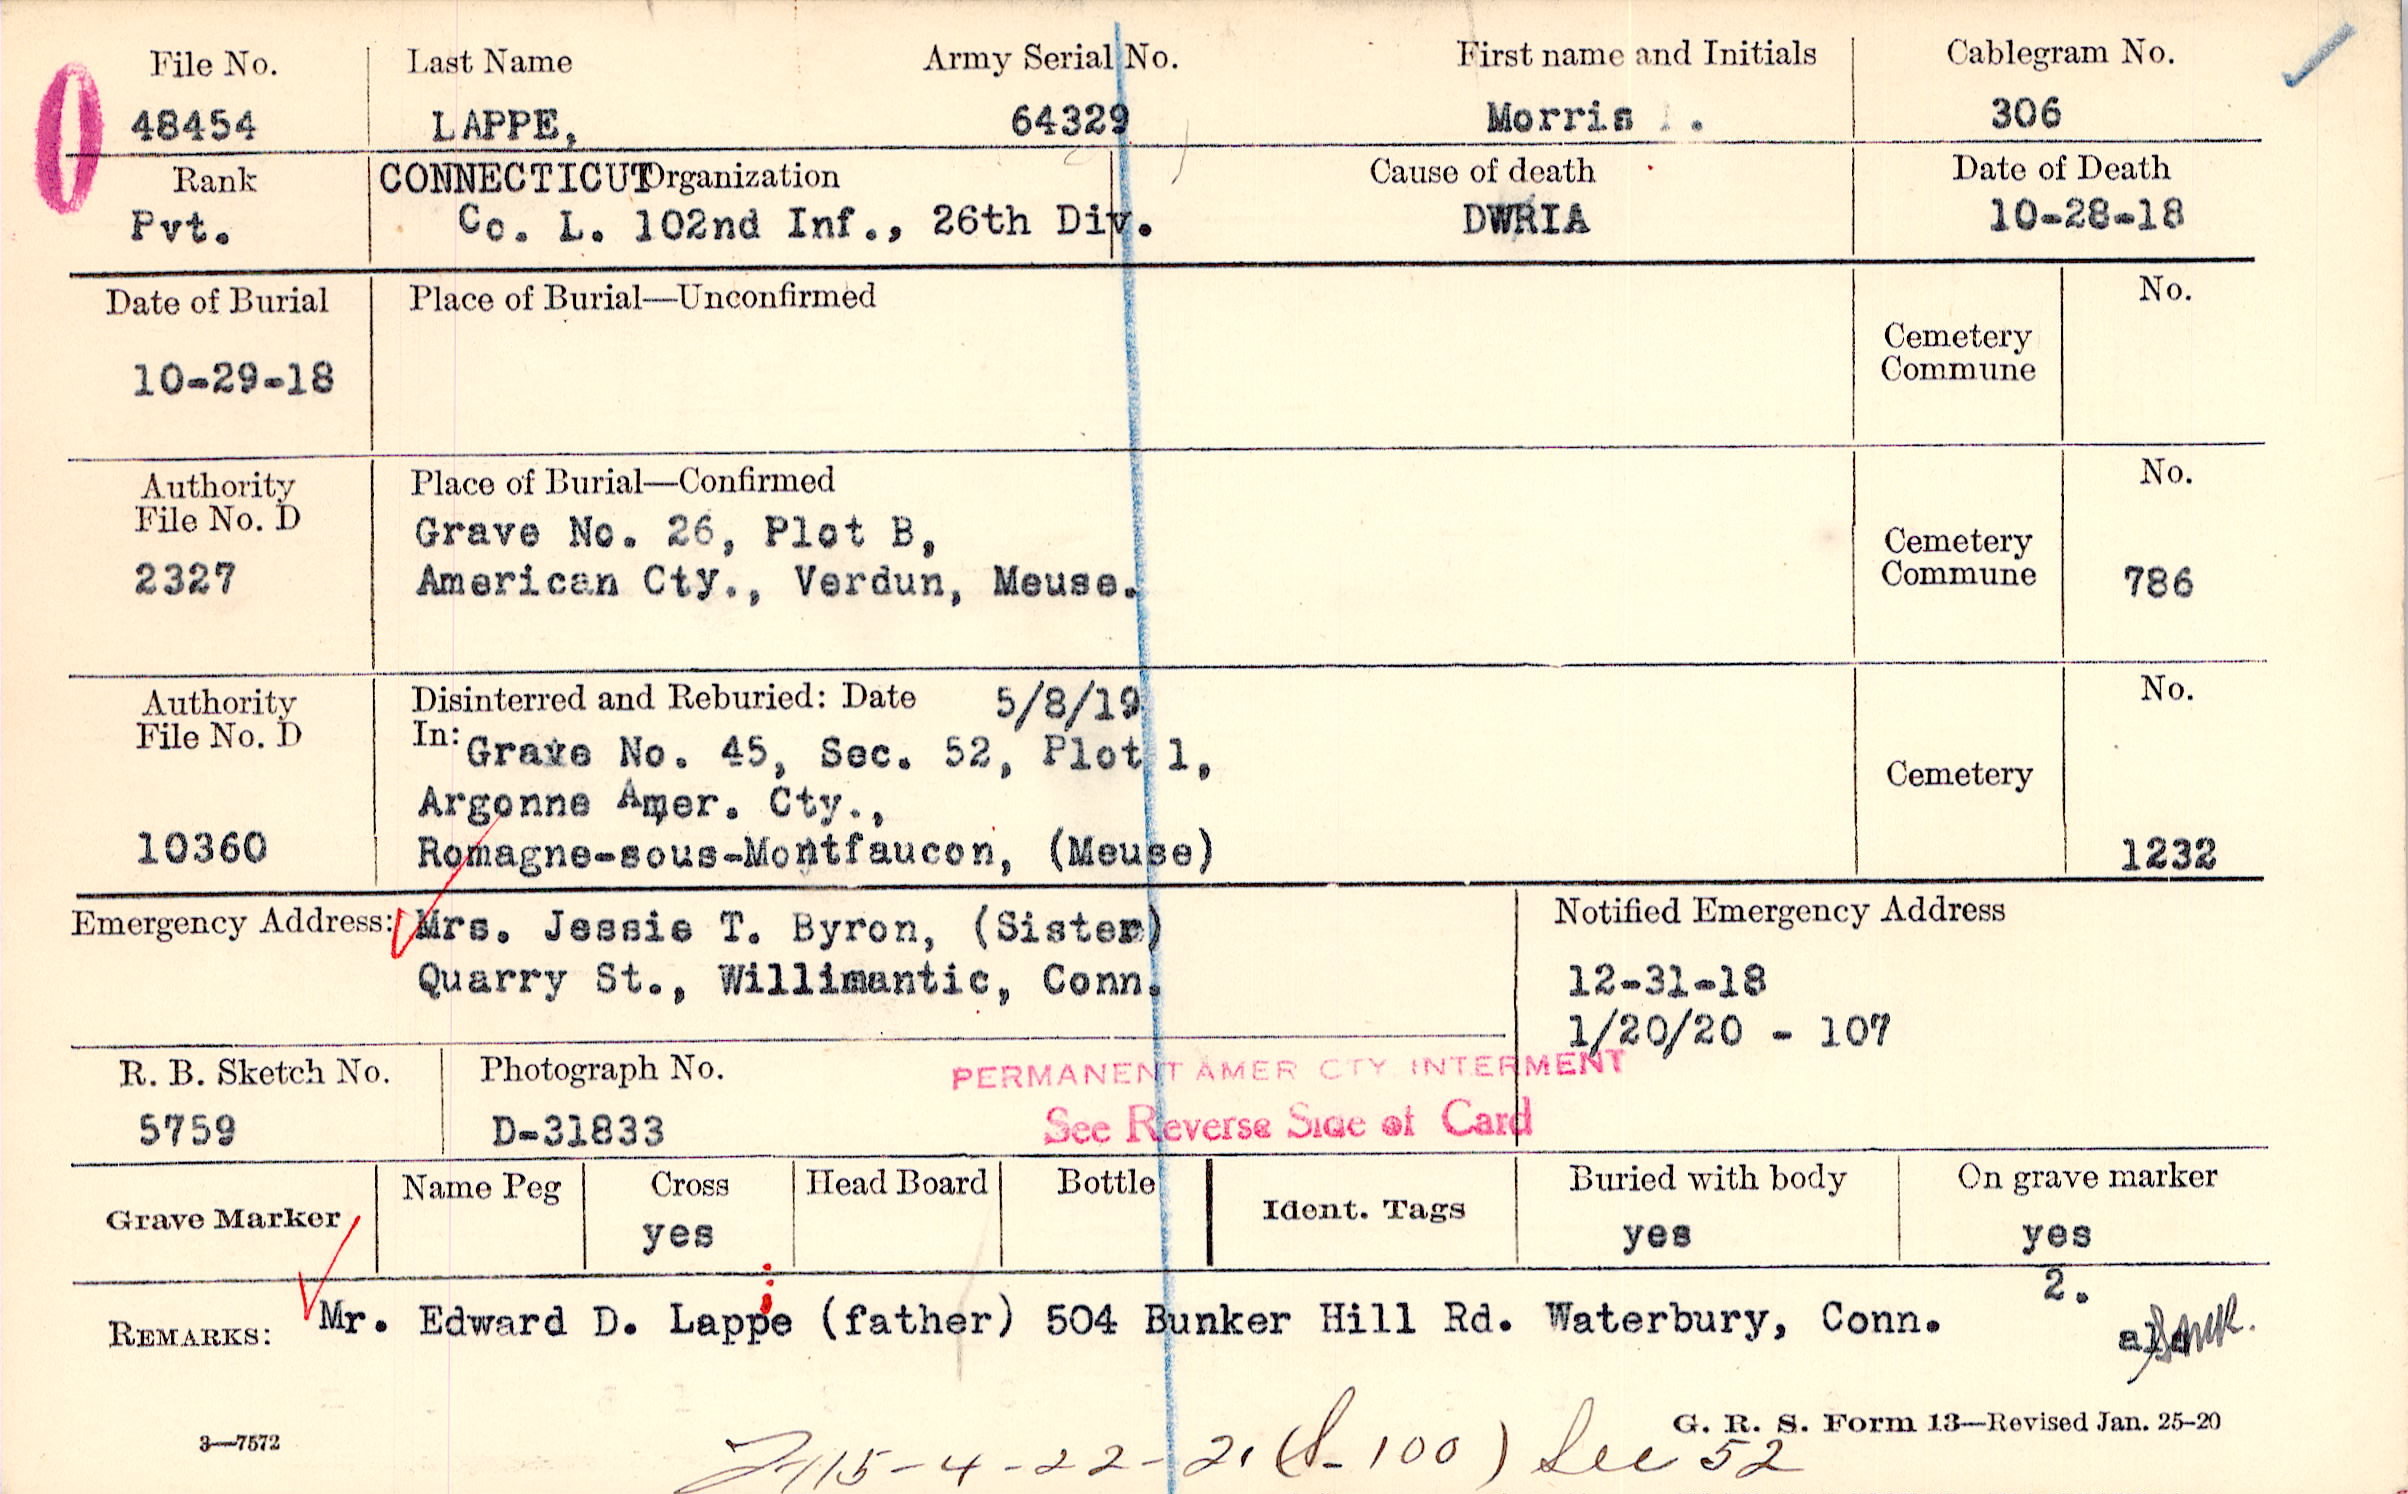 File No. Last Name Army Serial No. First name and Initials Cablegram No.
48454 LAPPE, 64329 Morris . 306
Rank CONNECTICUT Organization Cause of death Date of Death
Pvt. Co. L. 102nd Inf., 26th Div. DWRIA 10-28-18
Date of Burial Place of Burial—Unconfirmed No.
Cemetery
Commune
10-29-18
Authority Place of Burial—Confirmed No.
File No. D Grave No. 26, Plot B, Cemetery
2327 American Cty., Verdun, Meuse. Commune 786
Authority Disinterred and Reburied: Date 5/8/19 No.
File No. D In: Grave No. 45, Sec. 52, Plot 1,
Argonne Amer. Cty., Cemetery
10360 Romagne-sous-Montfaucon, (Meuse) 1232
Emergency Address: Mrs. Jessie T. Byron, (Sister) Notified Emergency Address
Quarry St., Willimantic, Conn. 12-31-18
1/20/20 - 107
R. B. Sketch No. Photograph No. PERMANENT AMER CTY. INTERMENT
5759 D-31833 See Reverse Side of Card
Grave Marker Name Peg Cross Head Board Bottle Ident. Tags Buried with body On grave marker
yes yes yes
2.
REMARKS: Mr. Edward D. Lappe (father) 504 Bunker Hill Rd. Waterbury, Conn.
G. R. S. Form 13—Revised Jan. 25-20
3—7572
15-4-22-21 (S-100) Sec 52